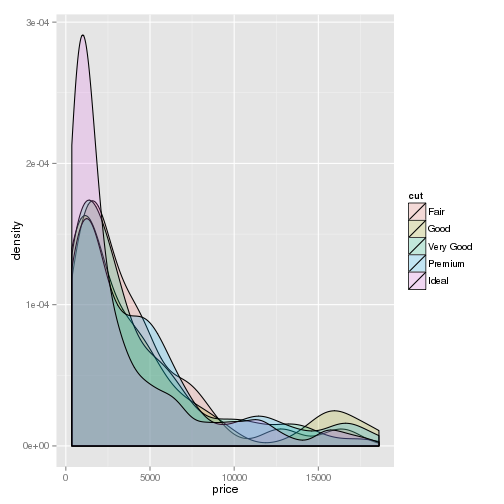 3e-04
2e-04
1e-04
0e+00
density
0
5000
10000
15000
price
cut
Fair
Good
Very Good
Premium
Ideal